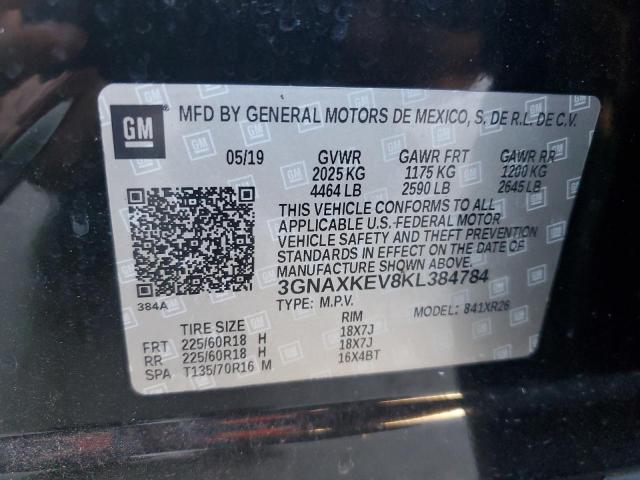 GM
MFD BY GENERAL MOTORS DE MEXICO, S. DE R.L. DE C.V.
05/19 GVWR GAWR FRT GAWR RR
2025 KG 1175 KG 1200 KG
4464 LB 2590 LB 2645 LB
THIS VEHICLE CONFORMS TO ALL
APPLICABLE U.S. FEDERAL MOTOR
VEHICLE SAFETY AND THEFT PREVENTION
STANDARDS IN EFFECT ON THE DATE OF
MANUFACTURE SHOWN ABOVE.
3GNAXKEV8KL384784
384A TYPE: M.P.V. MODEL: 841XR26
TIRE SIZE RIM
FRT 225/60R18 H 18X7J
RR 225/60R18 H 18X7J
SPA T135/70R16 M 16X4BT